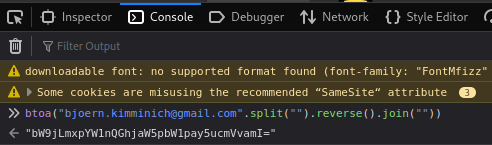 Inspector Console Debugger Network Style Editor
Filter Output
downloadable font: no supported format found (font-family: "FontMfizz"
Some cookies are misusing the recommended “SameSite“ attribute 3
btoa("bjoern.kimminich@gmail.com".split("").reverse().join(""))
"bW9jLmxpYW1nQGhjaW5pbW1pay5ucmVvamI="